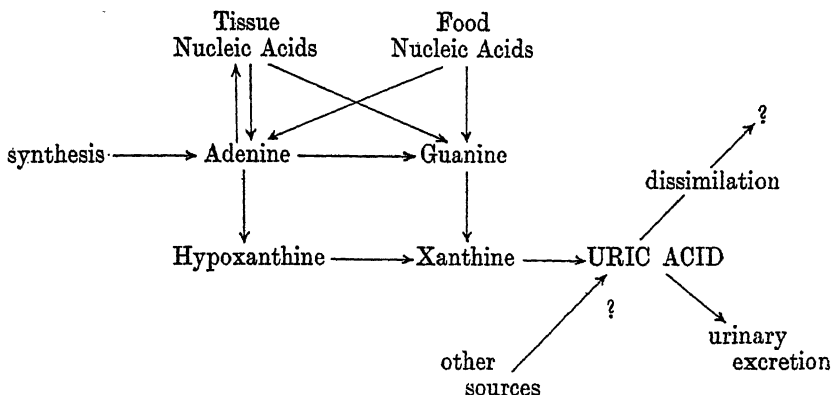 Tissue
Nucleic Acids
Food
Nucleic Acids
synthesis
Adenine
Guanine
?
dissimilation
Hypoxanthine
Xanthine
URIC ACID
?
other
sources
urinary
excretion